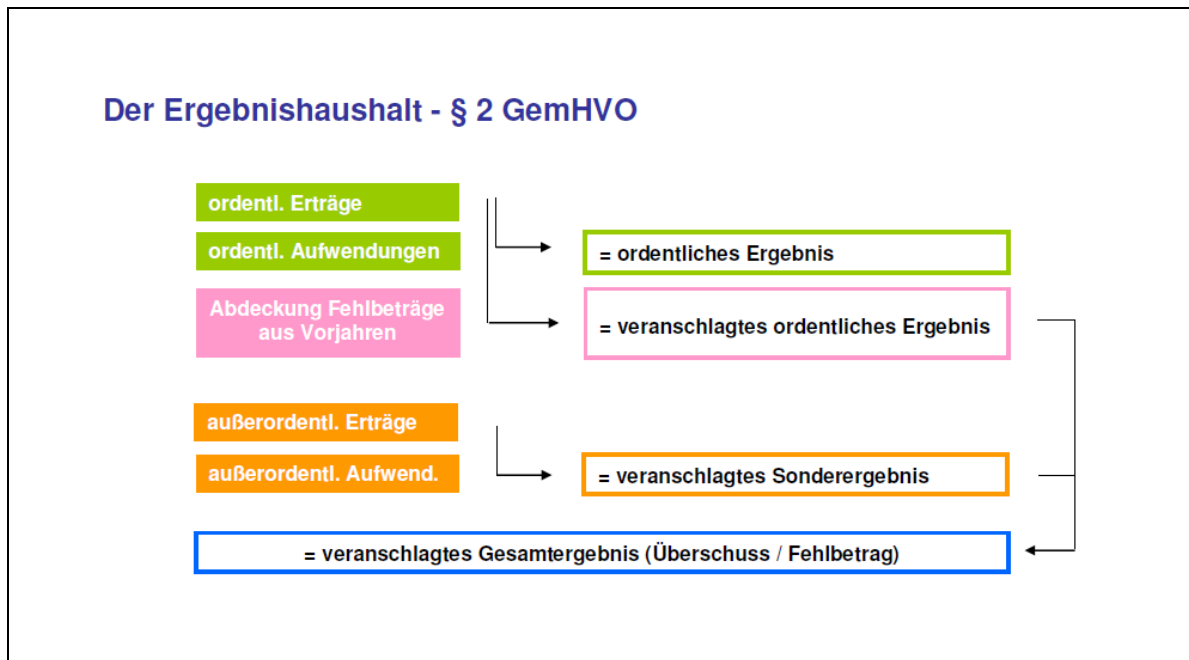 Der Ergebnishaushalt - § 2 GemHVO
ordentl. Erträge
ordentl. Aufwendungen
= ordentliches Ergebnis
Abdeckung Fehlbeträge
aus Vorjahren
= veranschlagtes ordentliches Ergebnis
außerordentl. Erträge
außerordentl. Aufwend.
= veranschlagtes Sonderergebnis
= veranschlagtes Gesamtergebnis (Überschuss / Fehlbetrag)